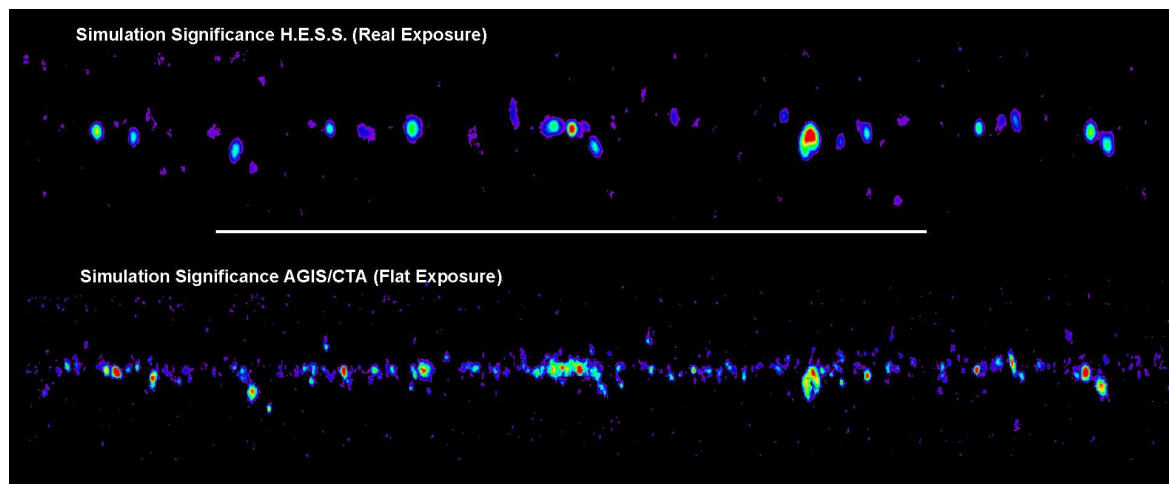 Simulation Significance H.E.S.S. (Real Exposure)
Simulation Significance AGIS/CTA (Flat Exposure)